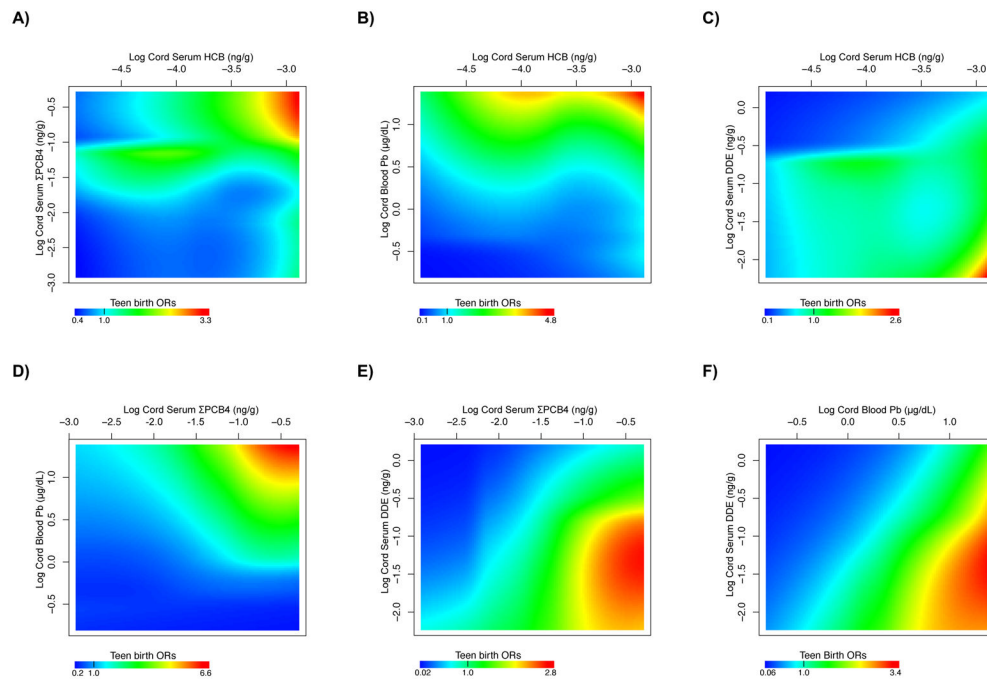 A)
Log Cord Serum HCB (ng/g)
−4.5 −4.0 −3.5 −3.0
Log Cord Serum ΣPCB4 (ng/g)
−0.5
−1.0
−1.5
−2.0
−2.5
−3.0
Teen birth ORs
0.4 1.0 3.3
B)
Log Cord Serum HCB (ng/g)
−4.5 −4.0 −3.5 −3.0
Log Cord Blood Pb (µg/dL)
1.0
0.5
0.0
−0.5
Teen birth ORs
0.1 1.0 4.8
C)
Log Cord Serum HCB (ng/g)
−4.5 −4.0 −3.5 −3.0
Log Cord Serum DDE (ng/g)
0.0
−0.5
−1.0
−1.5
−2.0
Teen birth ORs
0.1 1.0 2.6
D)
Log Cord Serum ΣPCB4 (ng/g)
−3.0 −2.5 −2.0 −1.5 −1.0 −0.5
Log Cord Blood Pb (µg/dL)
1.0
0.5
0.0
−0.5
Teen birth ORs
0.2 1.0 6.6
E)
Log Cord Serum ΣPCB4 (ng/g)
−3.0 −2.5 −2.0 −1.5 −1.0 −0.5
Log Cord Serum DDE (ng/g)
0.0
−0.5
−1.0
−1.5
−2.0
Teen birth ORs
0.02 1.0 2.8
F)
Log Cord Blood Pb (µg/dL)
−0.5 0.0 0.5 1.0
Log Cord Serum DDE (ng/g)
0.0
−0.5
−1.0
−1.5
−2.0
Teen Birth ORs
0.06 1.0 3.4